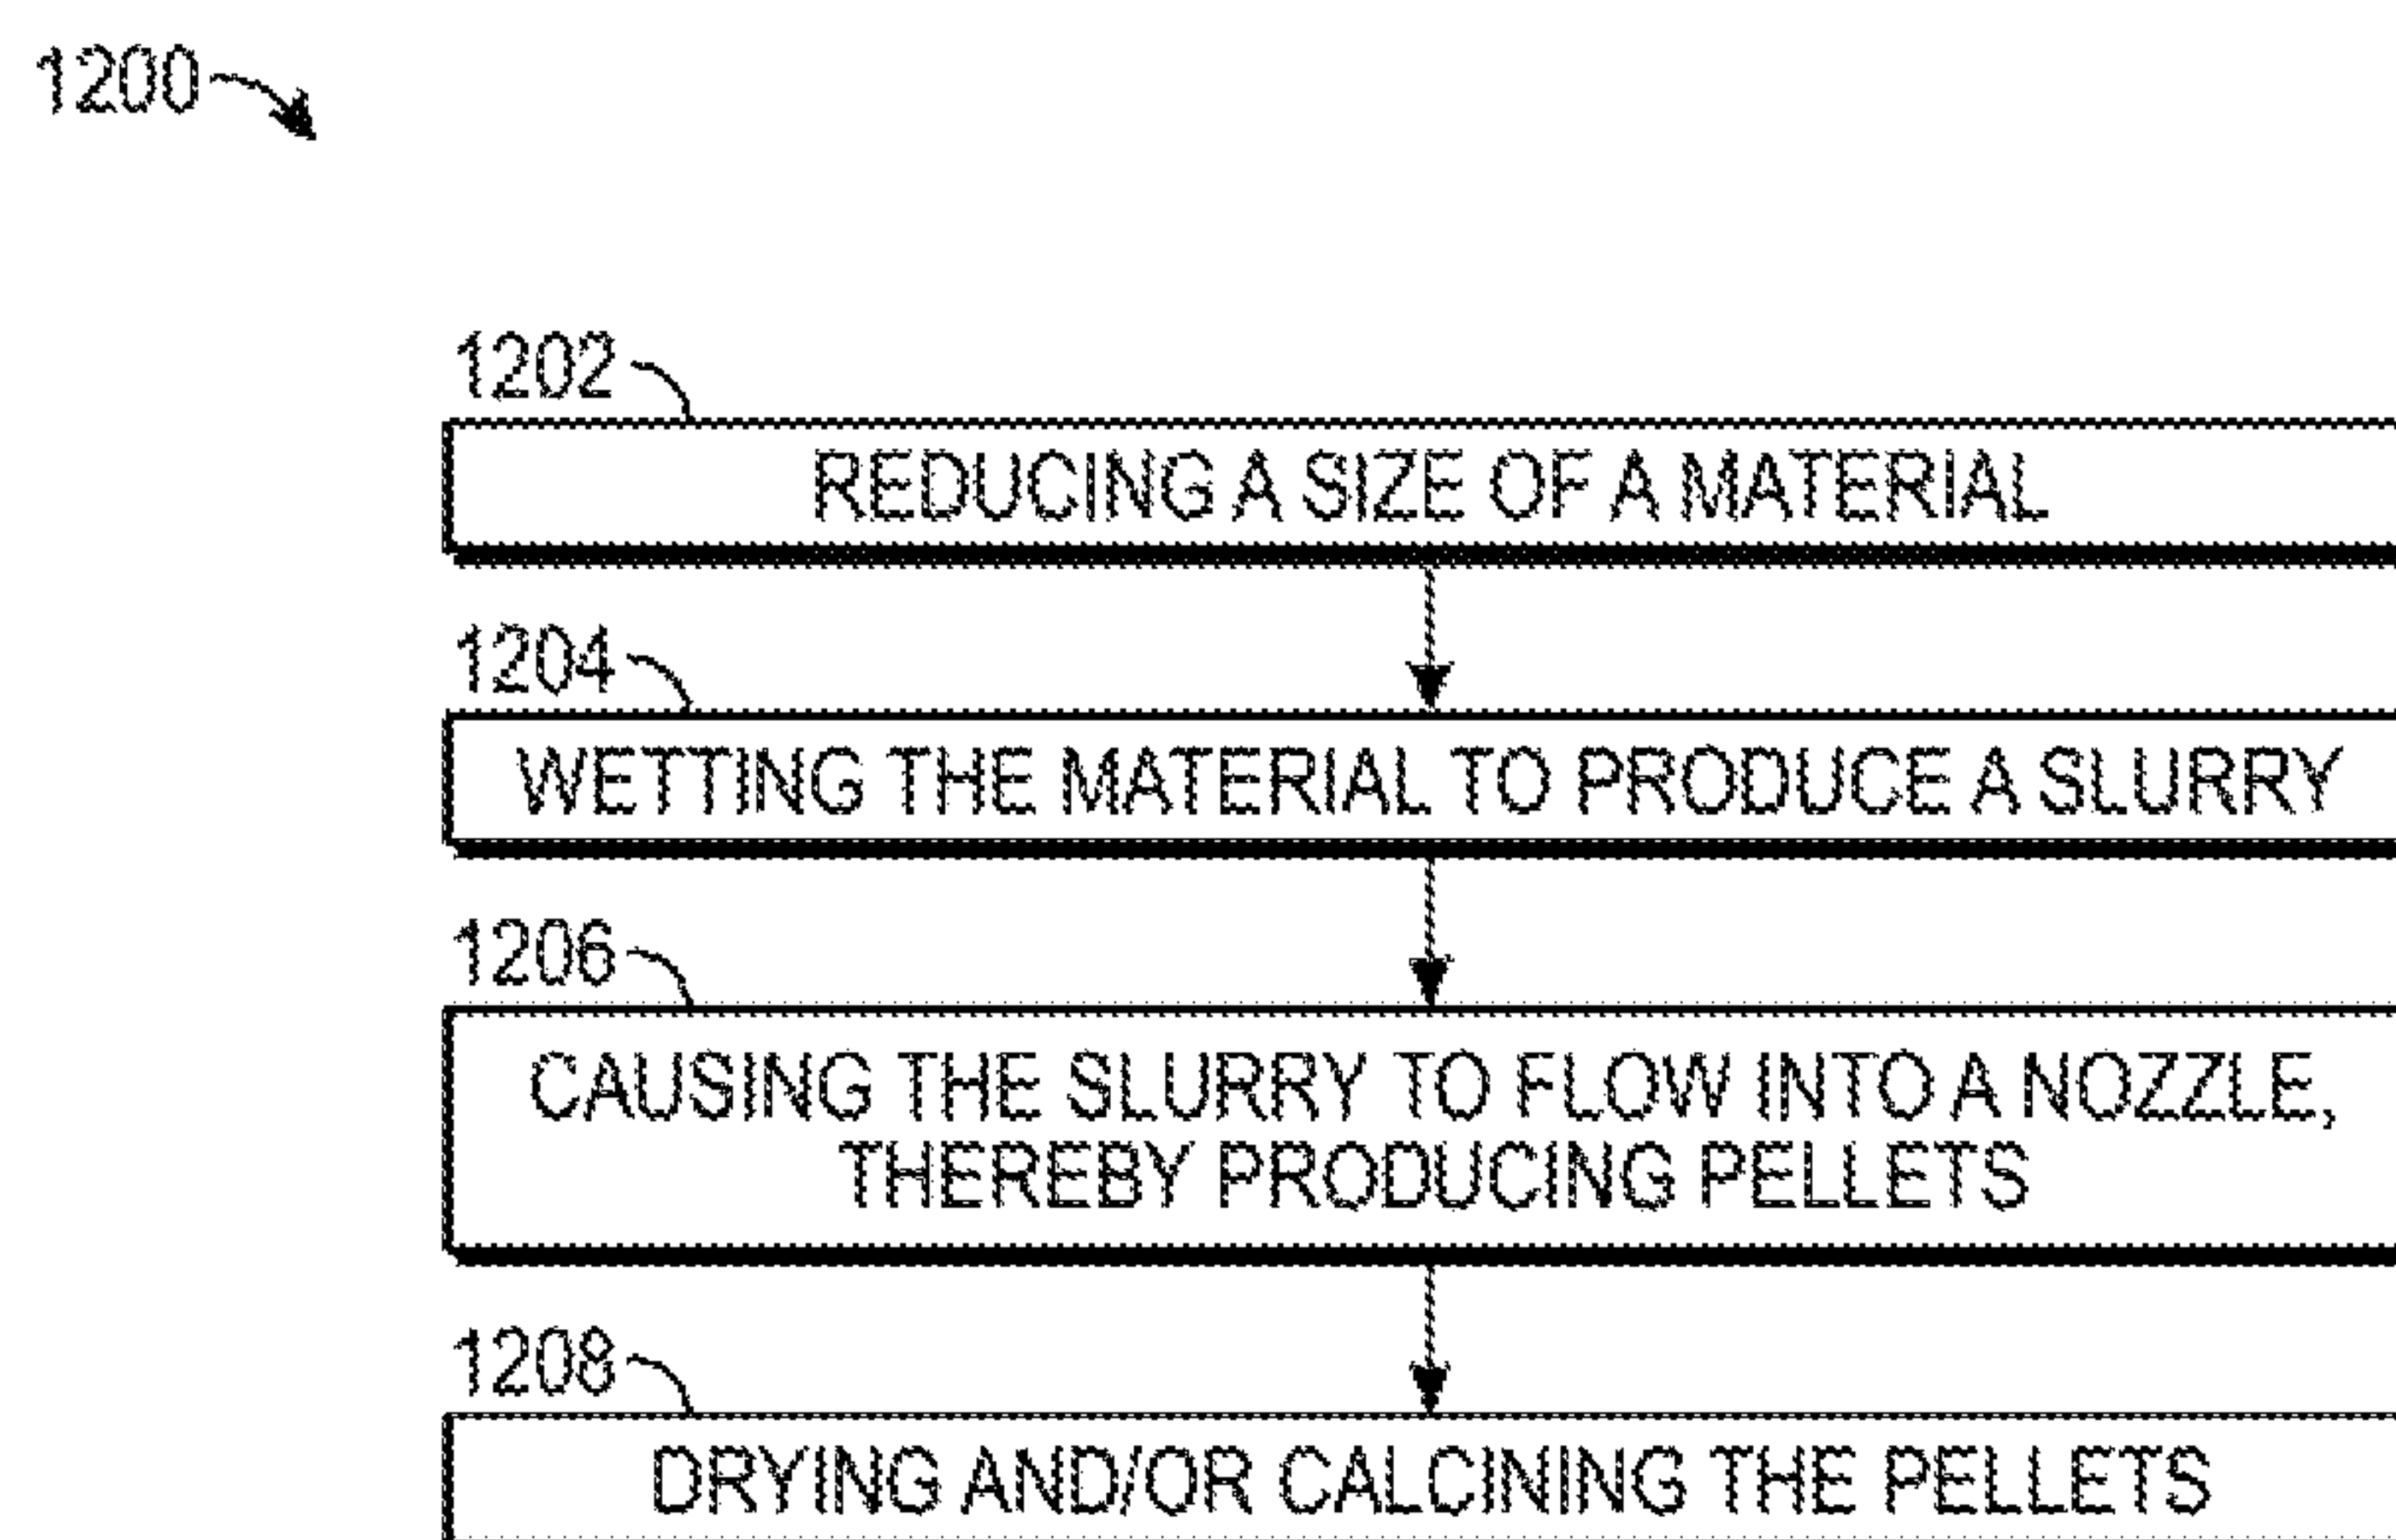 1200
1202
REDUCING A SIZE OF A MATERIAL
1204
WETTING THE MATERIAL TO PRODUCE A SLURRY
1206
CAUSING THE SLURRY TO FLOW INTO A NOZZLE,
THEREBY PRODUCING PELLETS
1208
DRYING AND/OR CALCINING THE PELLETS